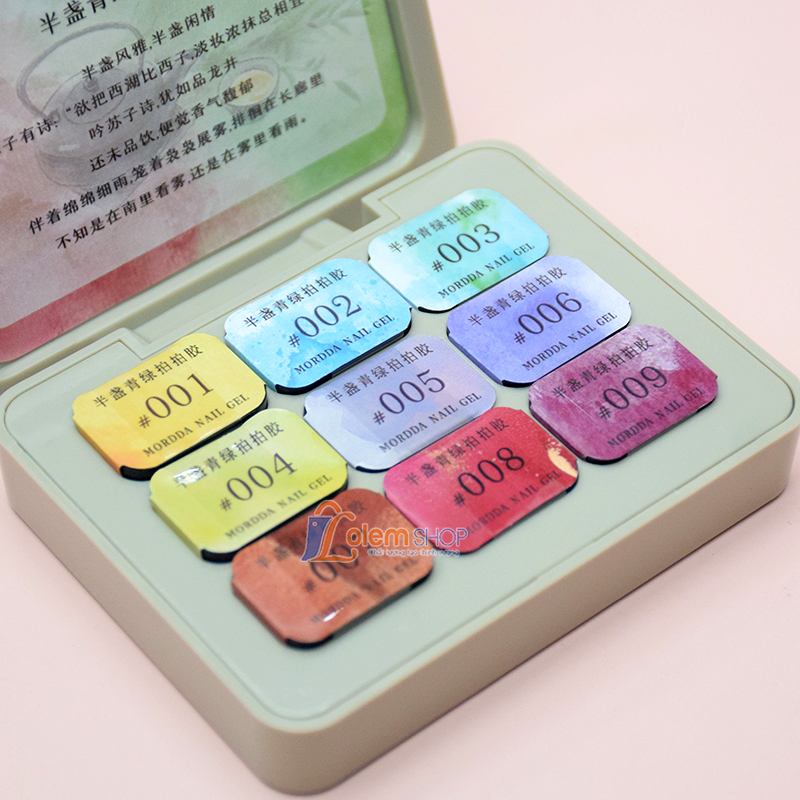 半盏青
半盏风雅,半盏闲情
子有诗:“欲把西湖比西子,淡妆浓抹总相宜
吟苏子诗,犹如品龙井
还未品饮,便觉香气馥郁
伴着绵绵细雨,笼着袅袅展雾,徘徊在长廊里
不知是在南里看雾,还是在雾里看雨。
半盏青绿拍拍胶
#003
MORDDA NAIL GEL
半盏青绿拍拍胶
#002
MORDDA NAIL GEL
半盏青绿拍拍胶
#006
MORDDA NAIL GEL
半盏青绿拍拍胶
#001
MORDDA NAIL GEL
半盏青绿拍拍胶
#005
MORDDA NAIL GEL
半盏青绿拍拍胶
#009
MORDDA NAIL GEL
半盏青绿拍拍胶
#004
MORDDA NAIL GEL
半盏青绿拍拍胶
#008
MORDDA NAIL GEL
半盏青
#00
MORDDA NAIL GEL
Lolem SHOP
Chất lượng tạo thịnh vượng